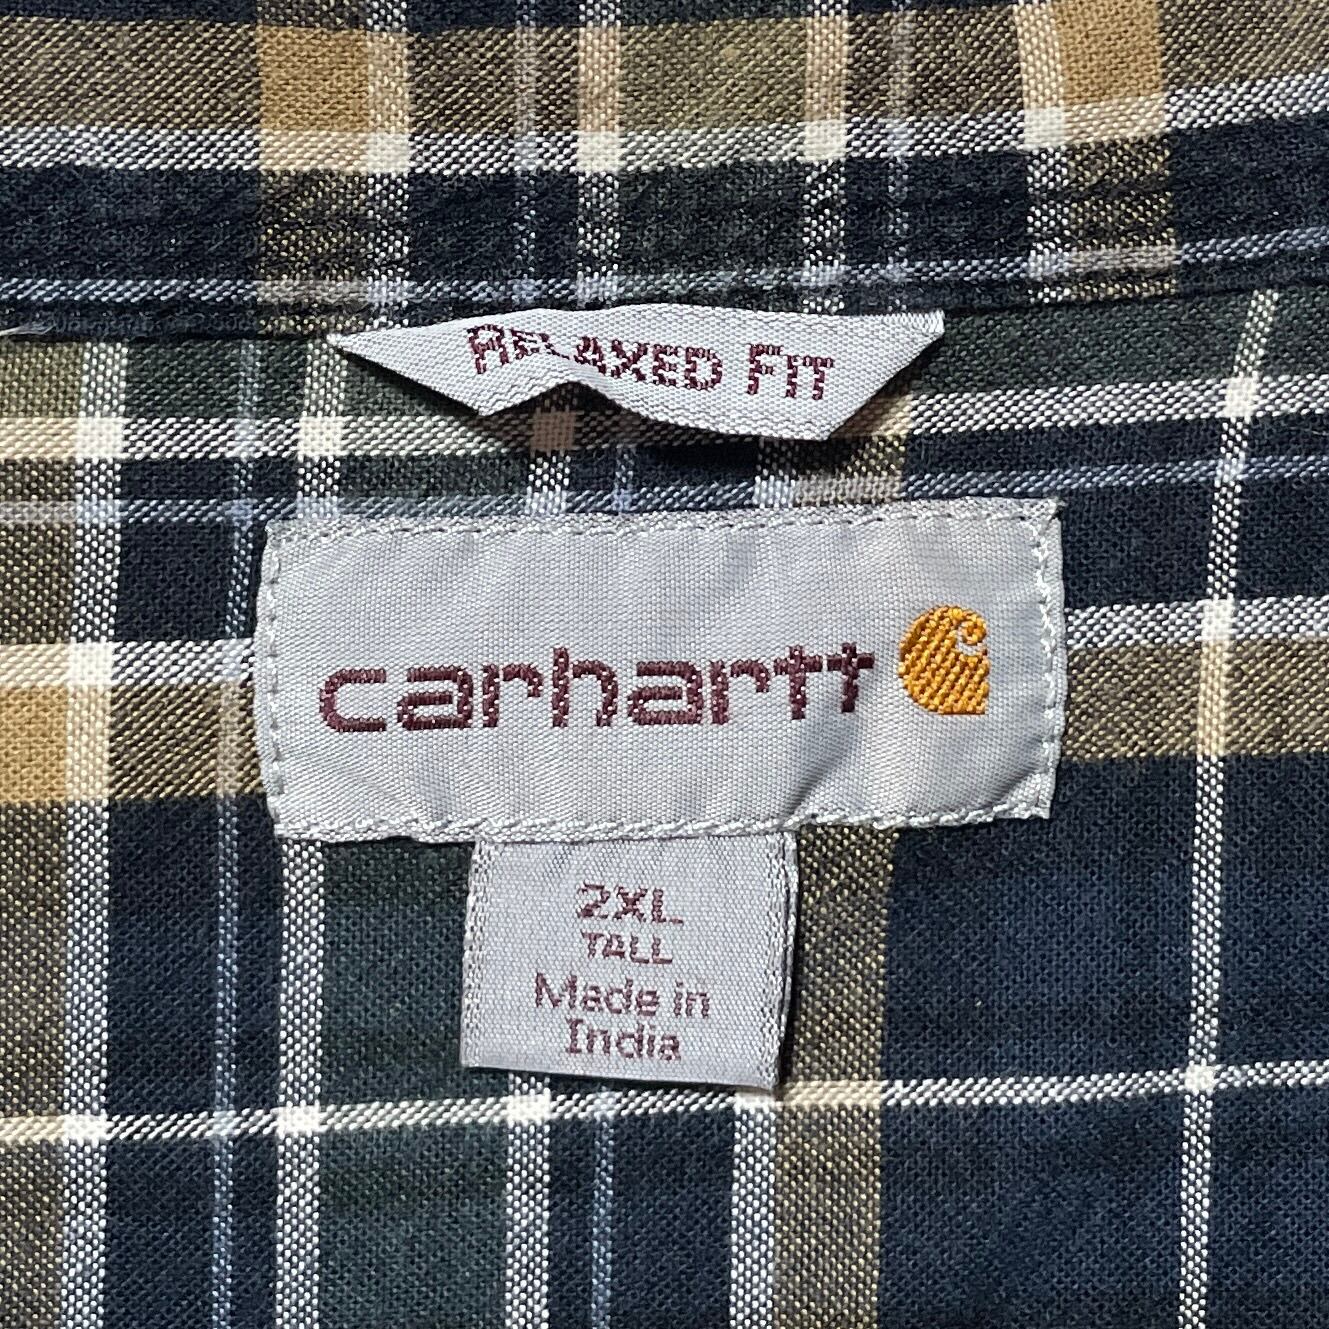 RELAXED FIT
carhartt
2XL
TALL
Made in
India